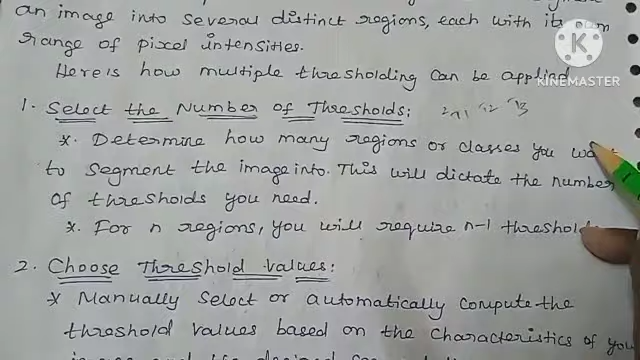 an image into several distinct regions, each with its own
range of pixel intensities.
Here is how multiple thresholding can be applied
KINEMASTER
1. Select the Number of Thresholds:
* Determine how many regions or classes you
to segment the image into. This will dictate the number
of thresholds you need.
* For n regions, you will require n-1
2. Choose Threshold values:
* Manually select or automatically compute the
threshold values based on the characteristics of